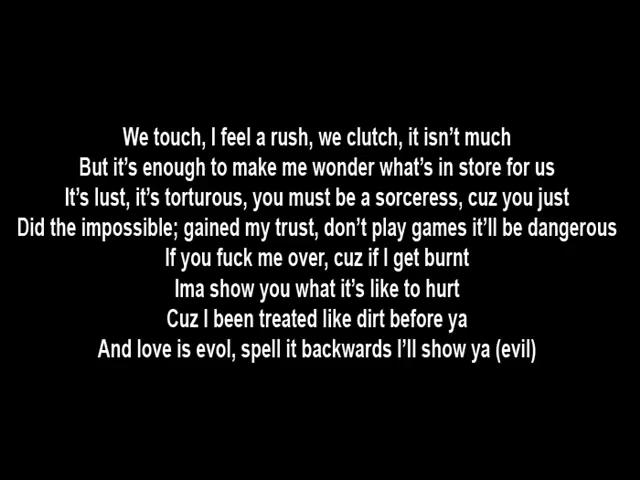 We touch, I feel a rush, we clutch, it isn't much
But it's enough to make me wonder what's in store for us
It's lust, it's torturous, you must be a sorceress, cuz you just
Did the impossible; gained my trust, don't play games it'll be dangerous
If you fuck me over, cuz if I get burnt
Ima show you what it's like to hurt
Cuz I been treated like dirt before ya
And love is evol, spell it backwards I'll show ya (evil)